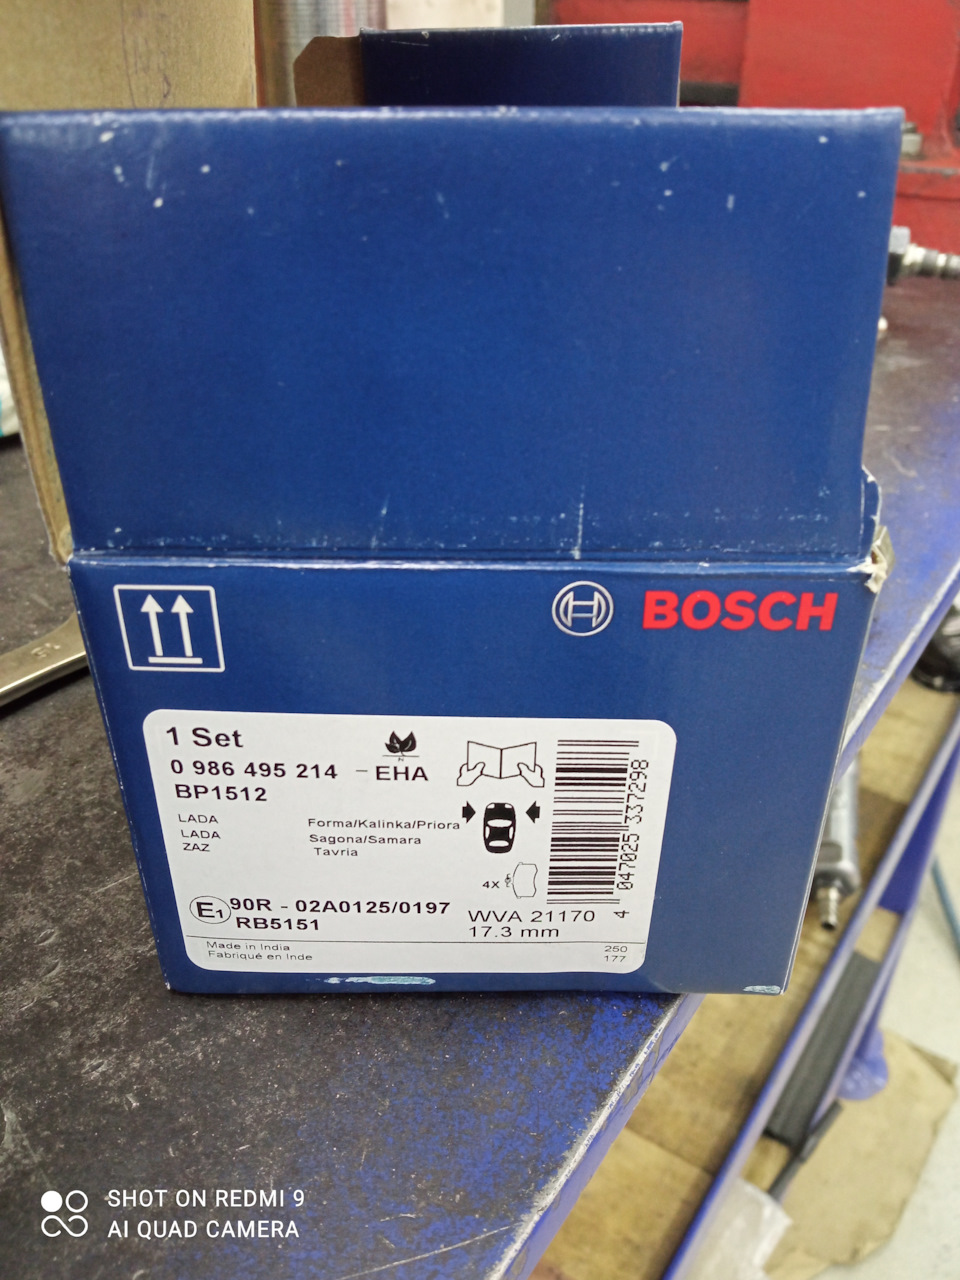 BOSCH
1 Set
0 986 495 214 - EHA
N
BP1512
LADA Forma/Kalinka/Priora
LADA Sagona/Samara
ZAZ Tavria
4X
E1 90R - 02A0125/0197
RB5151
WVA 21170
17.3 mm
4 047025 337298
Made in India
Fabriqué en Inde
250
177
SHOT ON REDMI 9
AI QUAD CAMERA